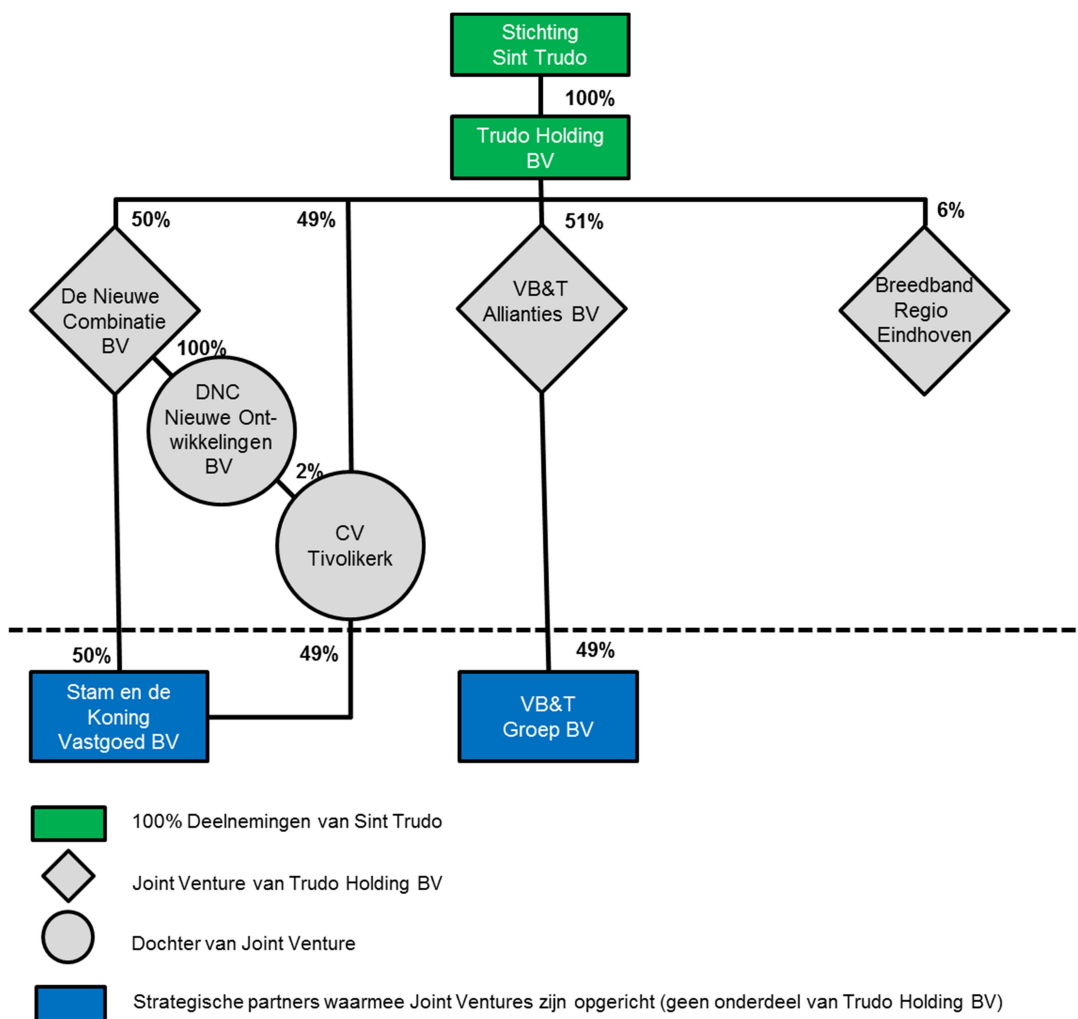 Stichting
Sint Trudo
100%
Trudo Holding
BV
50%
49%
51%
6%
De Nieuwe
Combinatie
BV
VB&T
Allianties BV
Breedband
Regio
Eindhoven
100%
DNC
Nieuwe Ont-
wikkelingen
BV
2%
CV
Tivolikerk
50%
49%
49%
Stam en de
Koning
Vastgoed BV
VB&T
Groep BV
100% Deelnemingen van Sint Trudo
Joint Venture van Trudo Holding BV
Dochter van Joint Venture
Strategische partners waarmee Joint Ventures zijn opgericht (geen onderdeel van Trudo Holding BV)